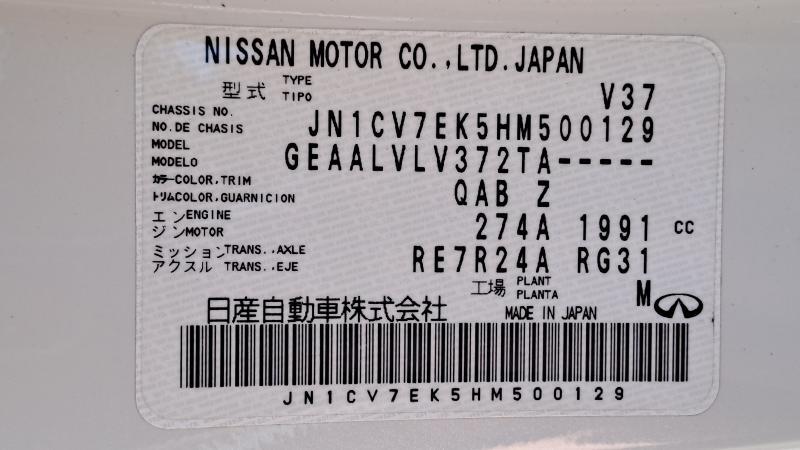 NISSAN MOTOR CO.,LTD.JAPAN
型式 TYPE
TIPO V37
CHASSIS NO.
NO.DE CHASIS JN1CV7EK5HM500129
MODEL
MODELO GEAALVLV372TA-----
カラーCOLOR,TRIM
トリムCOLOR,GUARNICION QAB Z
エンENGINE
ジンMOTOR 274A 1991 CC
ミッションTRANS.,AXLE
アクスル TRANS.,EJE RE7R24A RG31
工場 PLANT
PLANTA M
日産自動車株式会社 MADE IN JAPAN
JN1CV7EK5HM500129